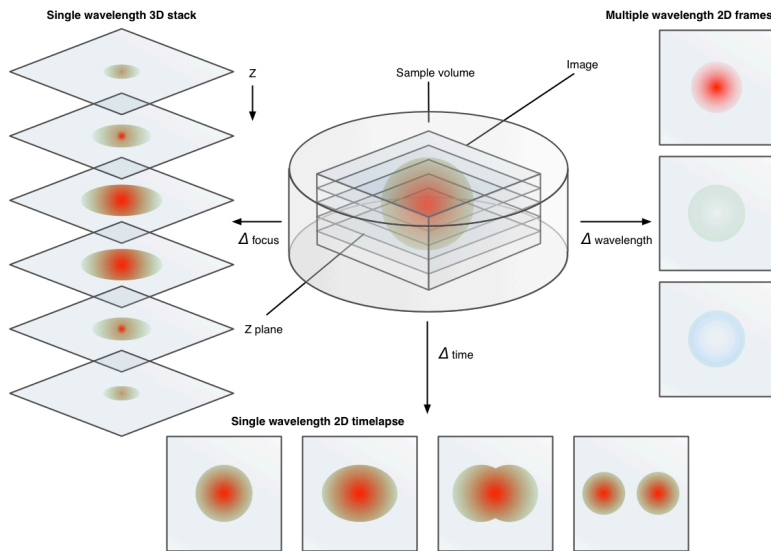 Single wavelength 3D stack
Multiple wavelength 2D frames
Z
Sample volume
Image
Δ focus
Δ wavelength
Z plane
Δ time
Single wavelength 2D timelapse